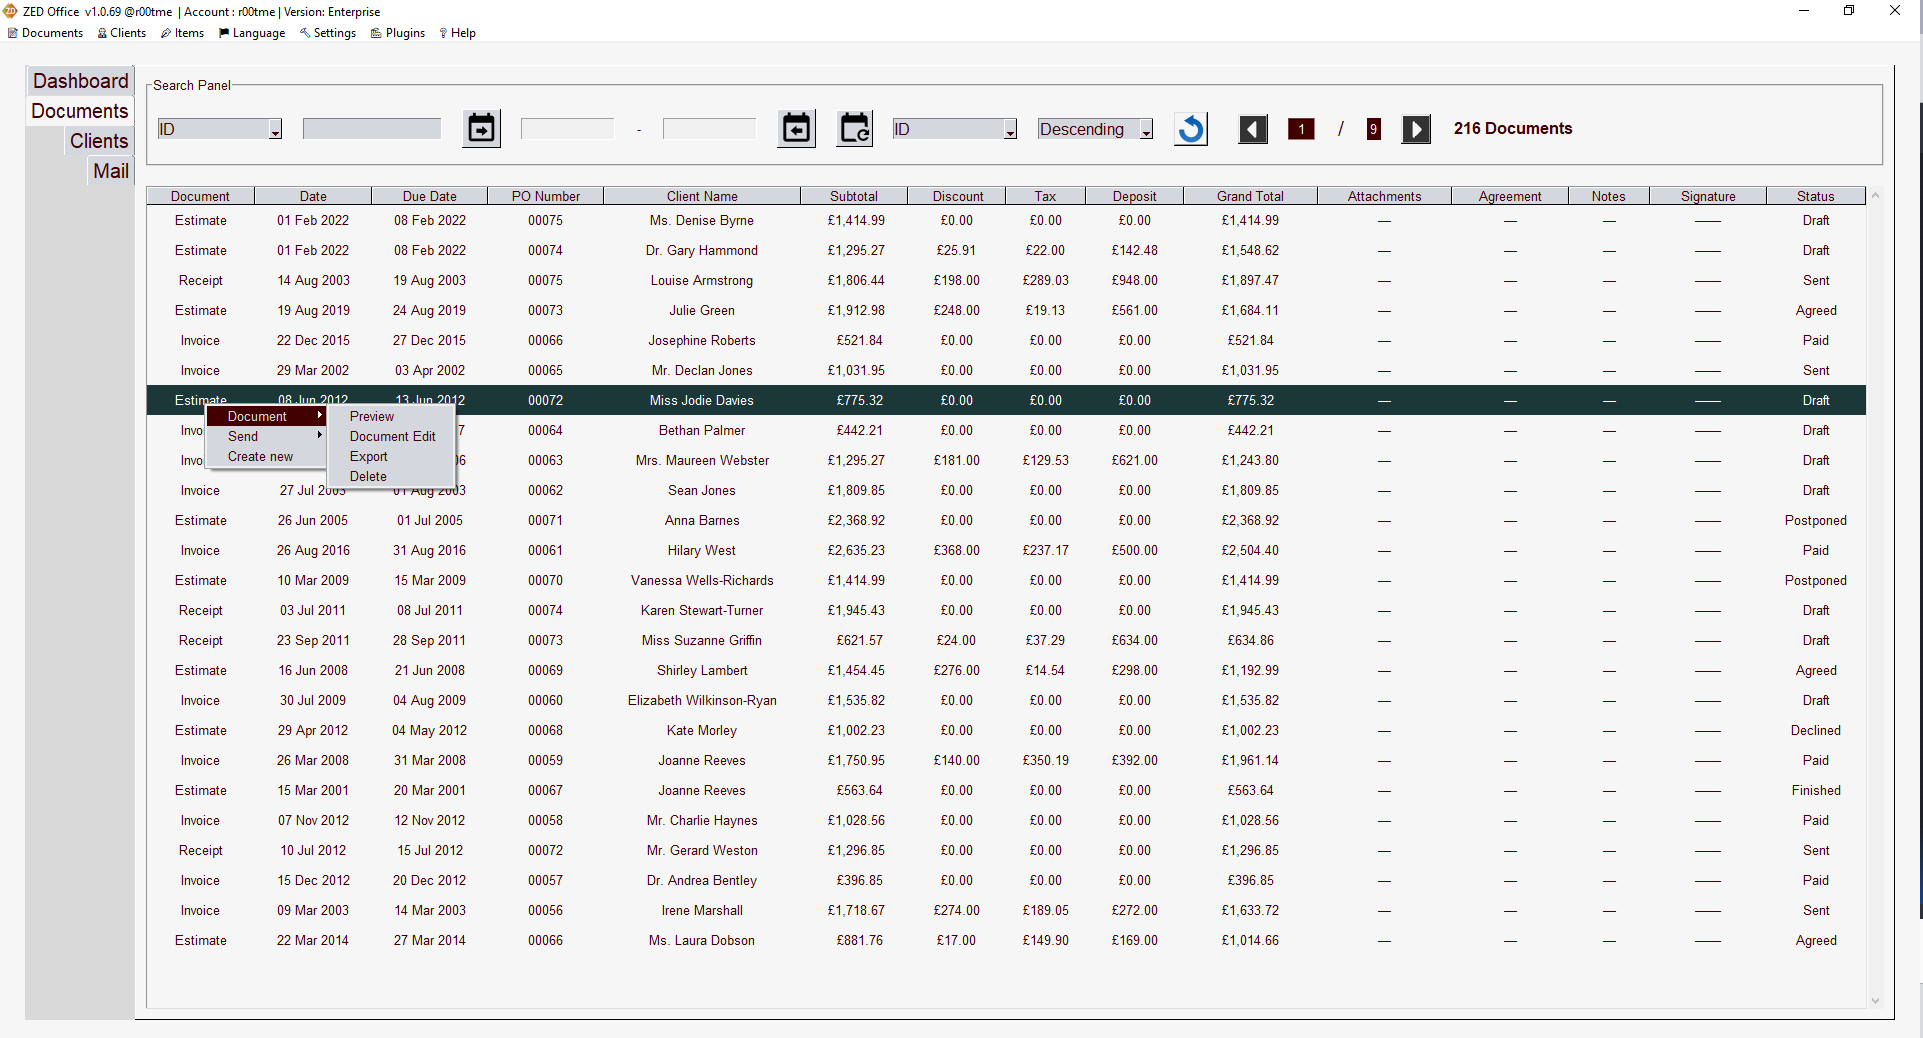 ZED Office v1.0.69 @r00tme | Account : r00tme | Version: Enterprise
Documents Clients Items Language Settings Plugins ? Help
Dashboard
Documents
Clients
Mail
Search Panel
ID - ID Descending 1 / 9 216 Documents
Document Date Due Date PO Number Client Name Subtotal Discount Tax Deposit Grand Total Attachments Agreement Notes Signature Status
Estimate 01 Feb 2022 08 Feb 2022 00075 Ms. Denise Byrne £1,414.99 £0.00 £0.00 £0.00 £1,414.99 — — — —— Draft
Estimate 01 Feb 2022 08 Feb 2022 00074 Dr. Gary Hammond £1,295.27 £25.91 £22.00 £142.48 £1,548.62 — — — —— Draft
Receipt 14 Aug 2003 19 Aug 2003 00075 Louise Armstrong £1,806.44 £198.00 £289.03 £948.00 £1,897.47 — — — —— Sent
Estimate 19 Aug 2019 24 Aug 2019 00073 Julie Green £1,912.98 £248.00 £19.13 £561.00 £1,684.11 — — — —— Agreed
Invoice 22 Dec 2015 27 Dec 2015 00066 Josephine Roberts £521.84 £0.00 £0.00 £0.00 £521.84 — — — —— Paid
Invoice 29 Mar 2002 03 Apr 2002 00065 Mr. Declan Jones £1,031.95 £0.00 £0.00 £0.00 £1,031.95 — — — —— Sent
Estimate 08 Jun 2012 13 Jun 2012 00072 Miss Jodie Davies £775.32 £0.00 £0.00 £0.00 £775.32 — — — —— Draft
Document Preview
Send Document Edit
Create new Export
Delete
Invo 7 00064 Bethan Palmer £442.21 £0.00 £0.00 £0.00 £442.21 — — — —— Draft
Invo 06 00063 Mrs. Maureen Webster £1,295.27 £181.00 £129.53 £621.00 £1,243.80 — — — —— Draft
Invoice 27 Jul 2003 01 Aug 2003 00062 Sean Jones £1,809.85 £0.00 £0.00 £0.00 £1,809.85 — — — —— Draft
Estimate 26 Jun 2005 01 Jul 2005 00071 Anna Barnes £2,368.92 £0.00 £0.00 £0.00 £2,368.92 — — — —— Postponed
Invoice 26 Aug 2016 31 Aug 2016 00061 Hilary West £2,635.23 £368.00 £237.17 £500.00 £2,504.40 — — — —— Paid
Estimate 10 Mar 2009 15 Mar 2009 00070 Vanessa Wells-Richards £1,414.99 £0.00 £0.00 £0.00 £1,414.99 — — — —— Postponed
Receipt 03 Jul 2011 08 Jul 2011 00074 Karen Stewart-Turner £1,945.43 £0.00 £0.00 £0.00 £1,945.43 — — — —— Draft
Receipt 23 Sep 2011 28 Sep 2011 00073 Miss Suzanne Griffin £621.57 £24.00 £37.29 £634.00 £634.86 — — — —— Draft
Estimate 16 Jun 2008 21 Jun 2008 00069 Shirley Lambert £1,454.45 £276.00 £14.54 £298.00 £1,192.99 — — — —— Agreed
Invoice 30 Jul 2009 04 Aug 2009 00060 Elizabeth Wilkinson-Ryan £1,535.82 £0.00 £0.00 £0.00 £1,535.82 — — — —— Draft
Estimate 29 Apr 2012 04 May 2012 00068 Kate Morley £1,002.23 £0.00 £0.00 £0.00 £1,002.23 — — — —— Declined
Invoice 26 Mar 2008 31 Mar 2008 00059 Joanne Reeves £1,750.95 £140.00 £350.19 £392.00 £1,961.14 — — — —— Paid
Estimate 15 Mar 2001 20 Mar 2001 00067 Joanne Reeves £563.64 £0.00 £0.00 £0.00 £563.64 — — — —— Finished
Invoice 07 Nov 2012 12 Nov 2012 00058 Mr. Charlie Haynes £1,028.56 £0.00 £0.00 £0.00 £1,028.56 — — — —— Paid
Receipt 10 Jul 2012 15 Jul 2012 00072 Mr. Gerard Weston £1,296.85 £0.00 £0.00 £0.00 £1,296.85 — — — —— Sent
Invoice 15 Dec 2012 20 Dec 2012 00057 Dr. Andrea Bentley £396.85 £0.00 £0.00 £0.00 £396.85 — — — —— Paid
Invoice 09 Mar 2003 14 Mar 2003 00056 Irene Marshall £1,718.67 £274.00 £189.05 £272.00 £1,633.72 — — — —— Sent
Estimate 22 Mar 2014 27 Mar 2014 00066 Ms. Laura Dobson £881.76 £17.00 £149.90 £169.00 £1,014.66 — — — —— Agreed